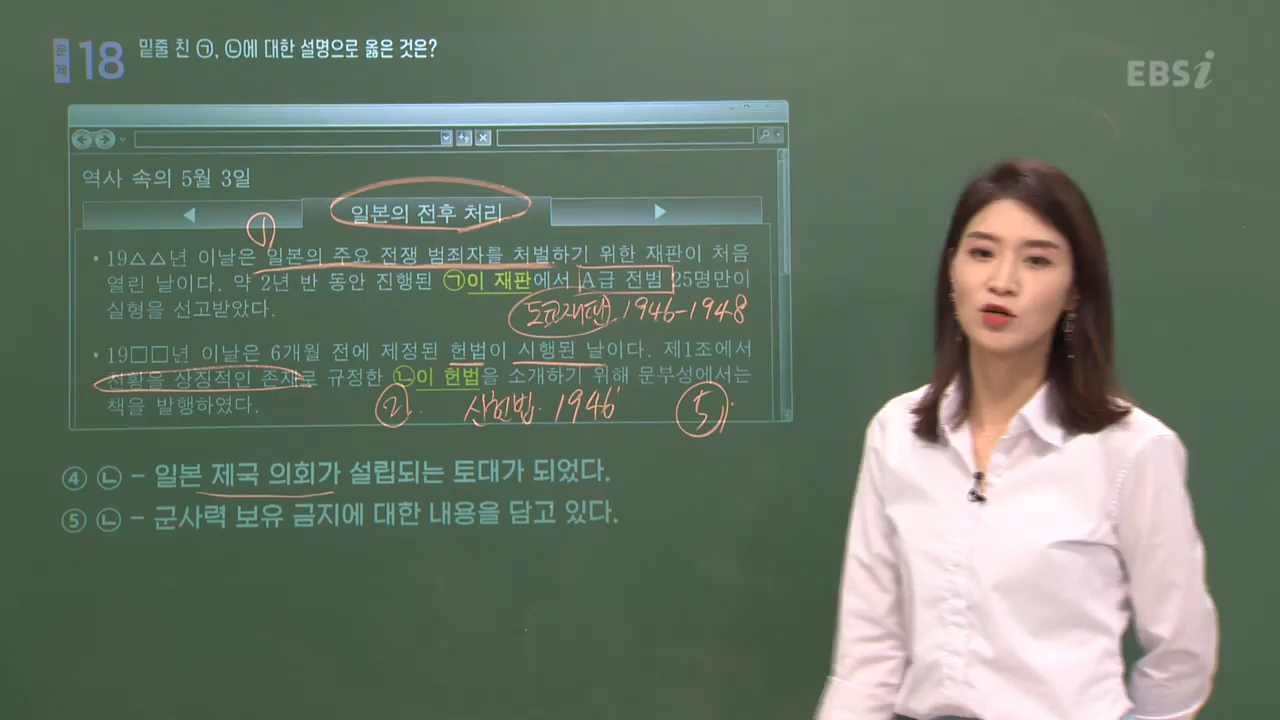 문제 18 밑줄 친 ㉠, ㉡에 대한 설명으로 옳은 것은?
EBSi
역사 속의 5월 3일
◀ 일본의 전후 처리 ▶
①
• 19△△년 이날은 일본의 주요 전쟁 범죄자를 처벌하기 위한 재판이 처음
열린 날이다. 약 2년 반 동안 진행된 ㉠이 재판에서 A급 전범 25명만이
실형을 선고받았다.
도쿄재판 1946-1948
• 19□□년 이날은 6개월 전에 제정된 헌법이 시행된 날이다. 제1조에서
천황을 상징적인 존재로 규정한 ㉡이 헌법을 소개하기 위해 문부성에서는
책을 발행하였다.
② 신헌법. 1946 ⑤
④ ㉡ - 일본 제국 의회가 설립되는 토대가 되었다.
⑤ ㉡ - 군사력 보유 금지에 대한 내용을 담고 있다.